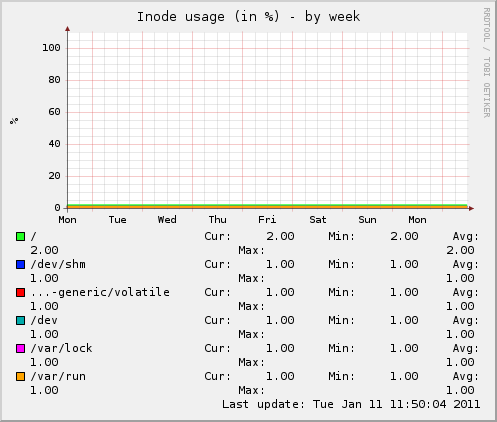 Inode usage (in %) - by week
RRDTOOL / TOBI OETIKER
%
100
80
60
40
20
0
Mon Tue Wed Thu Fri Sat Sun Mon
/ Cur: 2.00 Min: 2.00 Avg:
2.00 Max: 2.00
/dev/shm Cur: 1.00 Min: 1.00 Avg:
1.00 Max: 1.00
...-generic/volatile Cur: 1.00 Min: 1.00 Avg:
1.00 Max: 1.00
/dev Cur: 1.00 Min: 1.00 Avg:
1.00 Max: 1.00
/var/lock Cur: 1.00 Min: 1.00 Avg:
1.00 Max: 1.00
/var/run Cur: 1.00 Min: 1.00 Avg:
1.00 Max: 1.00
Last update: Tue Jan 11 11:50:04 2011